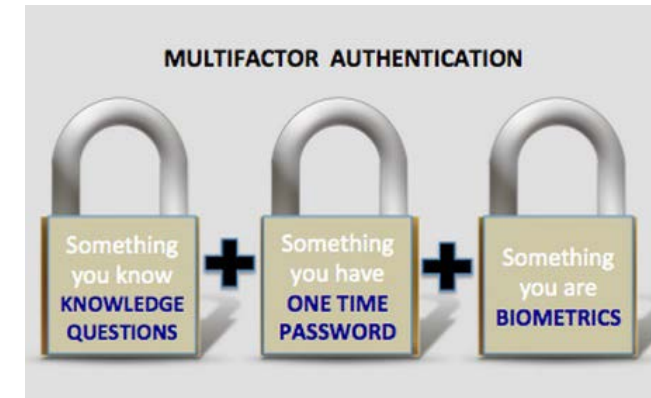 MULTIFACTOR AUTHENTICATION
Something
you know
KNOWLEDGE
QUESTIONS
Something
you have
ONE TIME
PASSWORD
Something
you are
BIOMETRICS